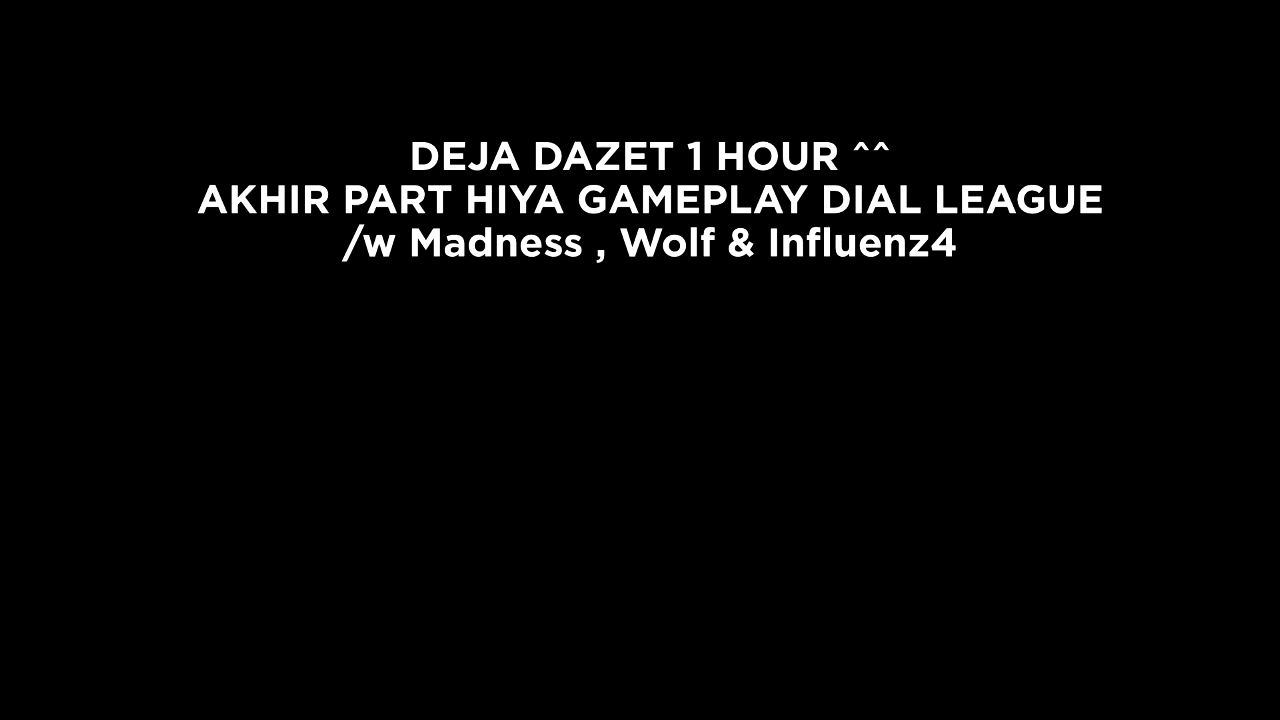 DEJA DAZET 1 HOUR ^^
AKHIR PART HIYA GAMEPLAY DIAL LEAGUE
/w Madness , Wolf & Influenz4